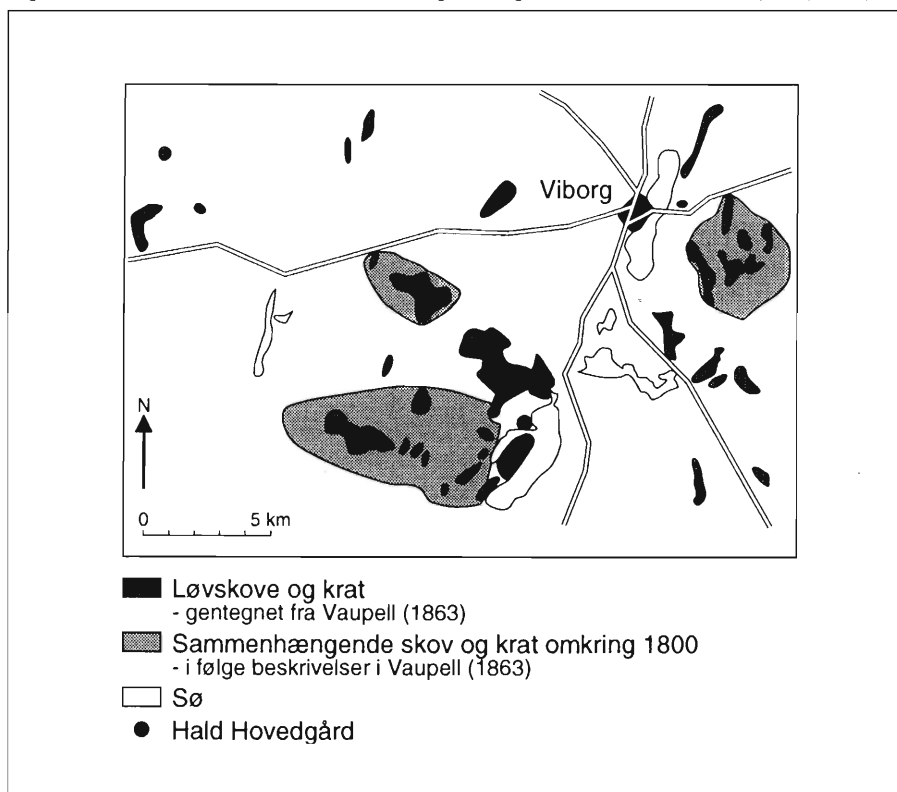 Viborg
N
0 5 km
Løvskove og krat
- gentegnet fra Vaupell (1863)
Sammenhængende skov og krat omkring 1800
- i følge beskrivelser i Vaupell (1863)
Sø
Hald Hovedgård